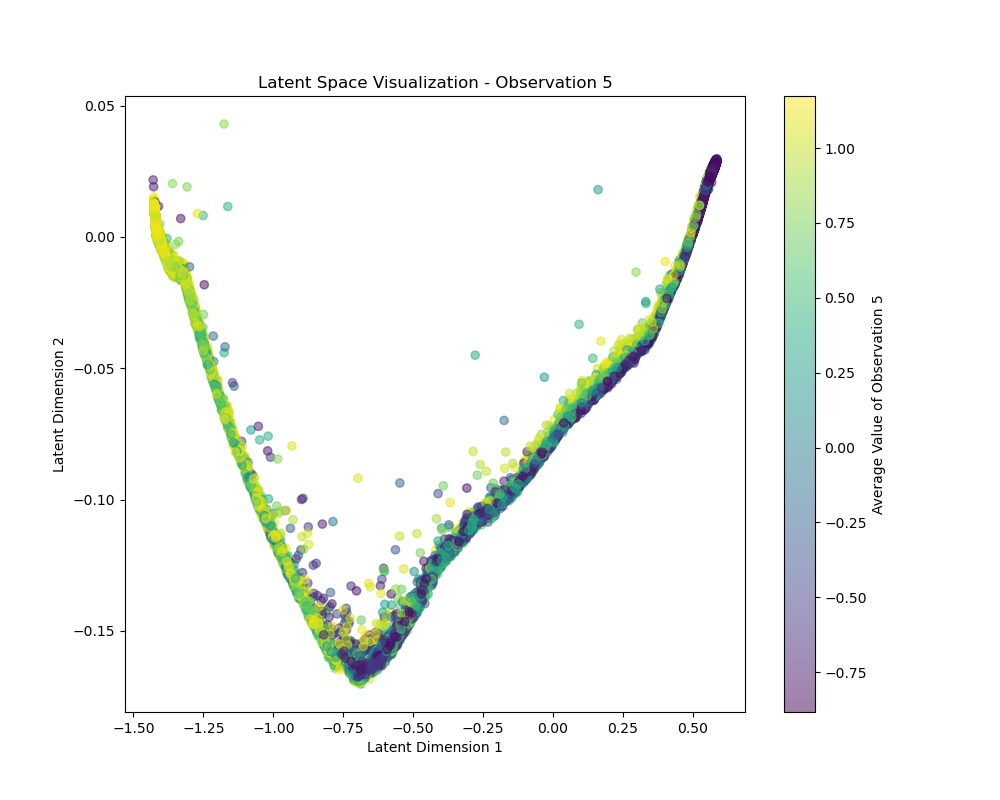 Latent Space Visualization - Observation 5
0.05
0.00
−0.05
−0.10
−0.15
Latent Dimension 2
−1.50 −1.25 −1.00 −0.75 −0.50 −0.25 0.00 0.25 0.50
Latent Dimension 1
1.00
0.75
0.50
0.25
0.00
−0.25
−0.50
−0.75
Average Value of Observation 5